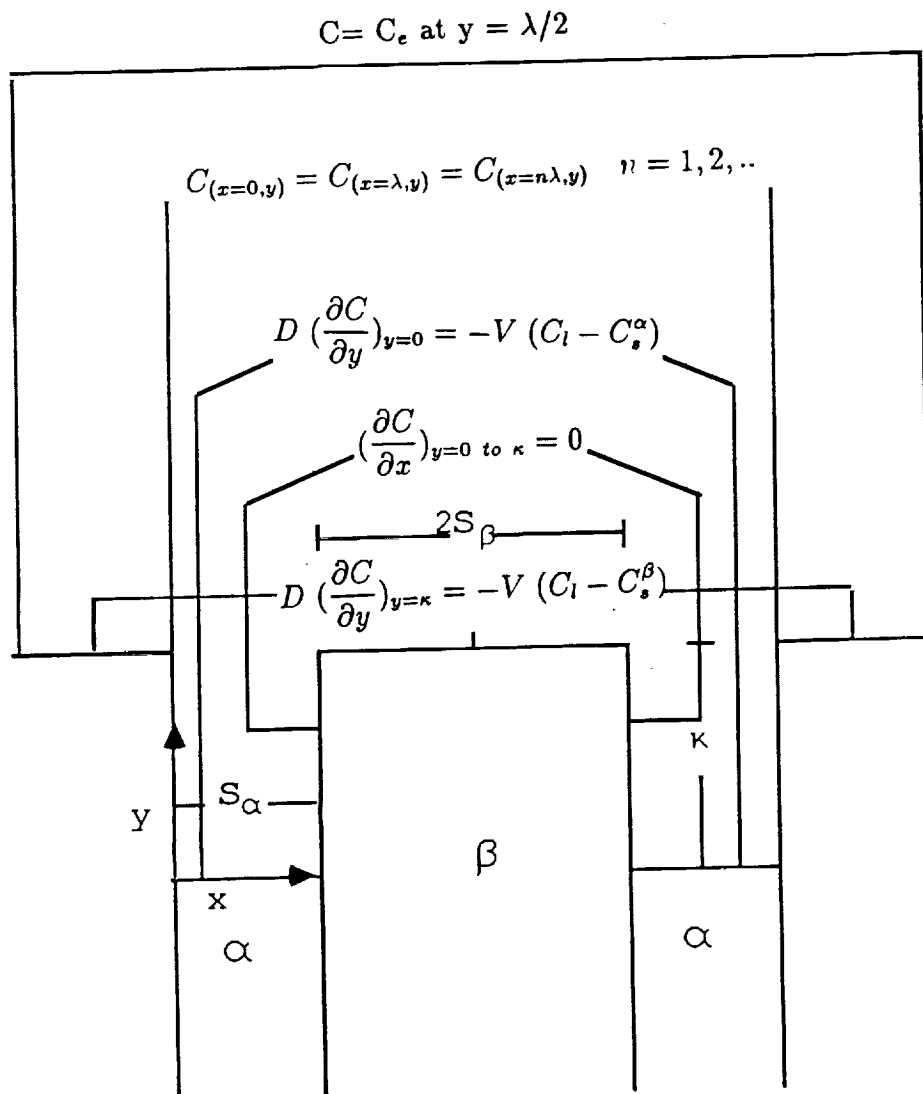 C= C_e at y = λ/2
C_(x=0,y) = C_(x=λ,y) = C_(x=nλ,y) n = 1, 2, ..
D (∂C/∂y)_{y=0} = -V (C_l - C_s^α)
(∂C/∂x)_{y=0 to κ} = 0
2S_β
D (∂C/∂y)_{y=κ} = -V (C_l - C_s^β)
κ
S_α
y
β
x
α
α